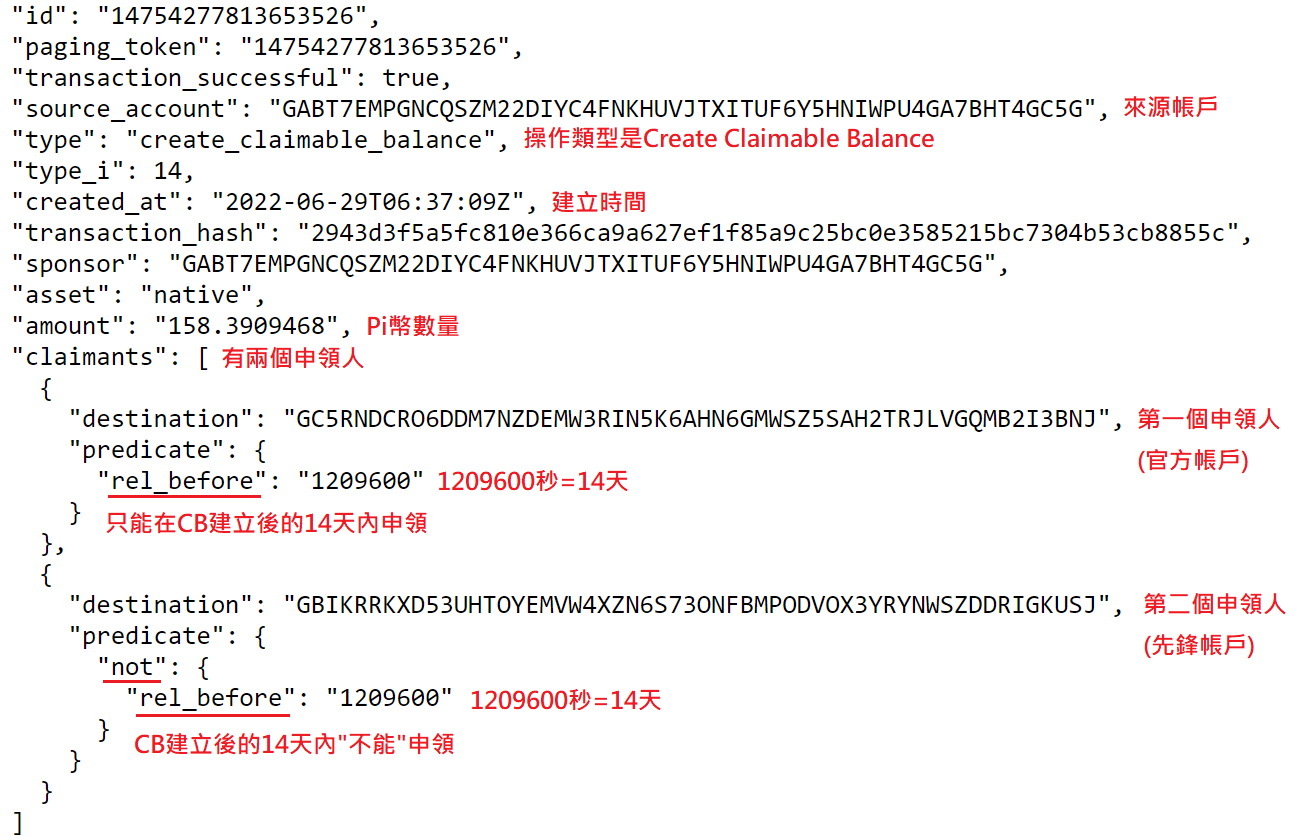 "id": "14754277813653526",
"paging_token": "14754277813653526",
"transaction_successful": true,
"source_account": "GABT7EMPGNCQSZM22DIYC4FNKHUVJTXITUF6Y5HNIWPU4GA7BHT4GC5G", 來源帳戶
"type": "create_claimable_balance", 操作類型是Create Claimable Balance
"type_i": 14,
"created_at": "2022-06-29T06:37:09Z", 建立時間
"transaction_hash": "2943d3f5a5fc810e366ca9a627ef1f85a9c25bc0e3585215bc7304b53cb8855c",
"sponsor": "GABT7EMPGNCQSZM22DIYC4FNKHUVJTXITUF6Y5HNIWPU4GA7BHT4GC5G",
"asset": "native",
"amount": "158.3909468", Pi幣數量
"claimants": [ 有兩個申領人
{
"destination": "GC5RNDCRO6DDM7NZDEMW3RIN5K6AHN6GMWSZ5SAH2TRJLVGQMB2I3BNJ", 第一個申領人
"predicate": { (官方帳戶)
"rel_before": "1209600" 1209600秒=14天
} 只能在CB建立後的14天內申領
},
{
"destination": "GBIKRRKXD53UHTOYEMVW4XZN6S73ONFBMPODVOX3YRYNWSZDDRIGKUSJ", 第二個申領人
"predicate": { (先鋒帳戶)
"not": {
"rel_before": "1209600" 1209600秒=14天
} CB建立後的14天內"不能"申領
}
}
]